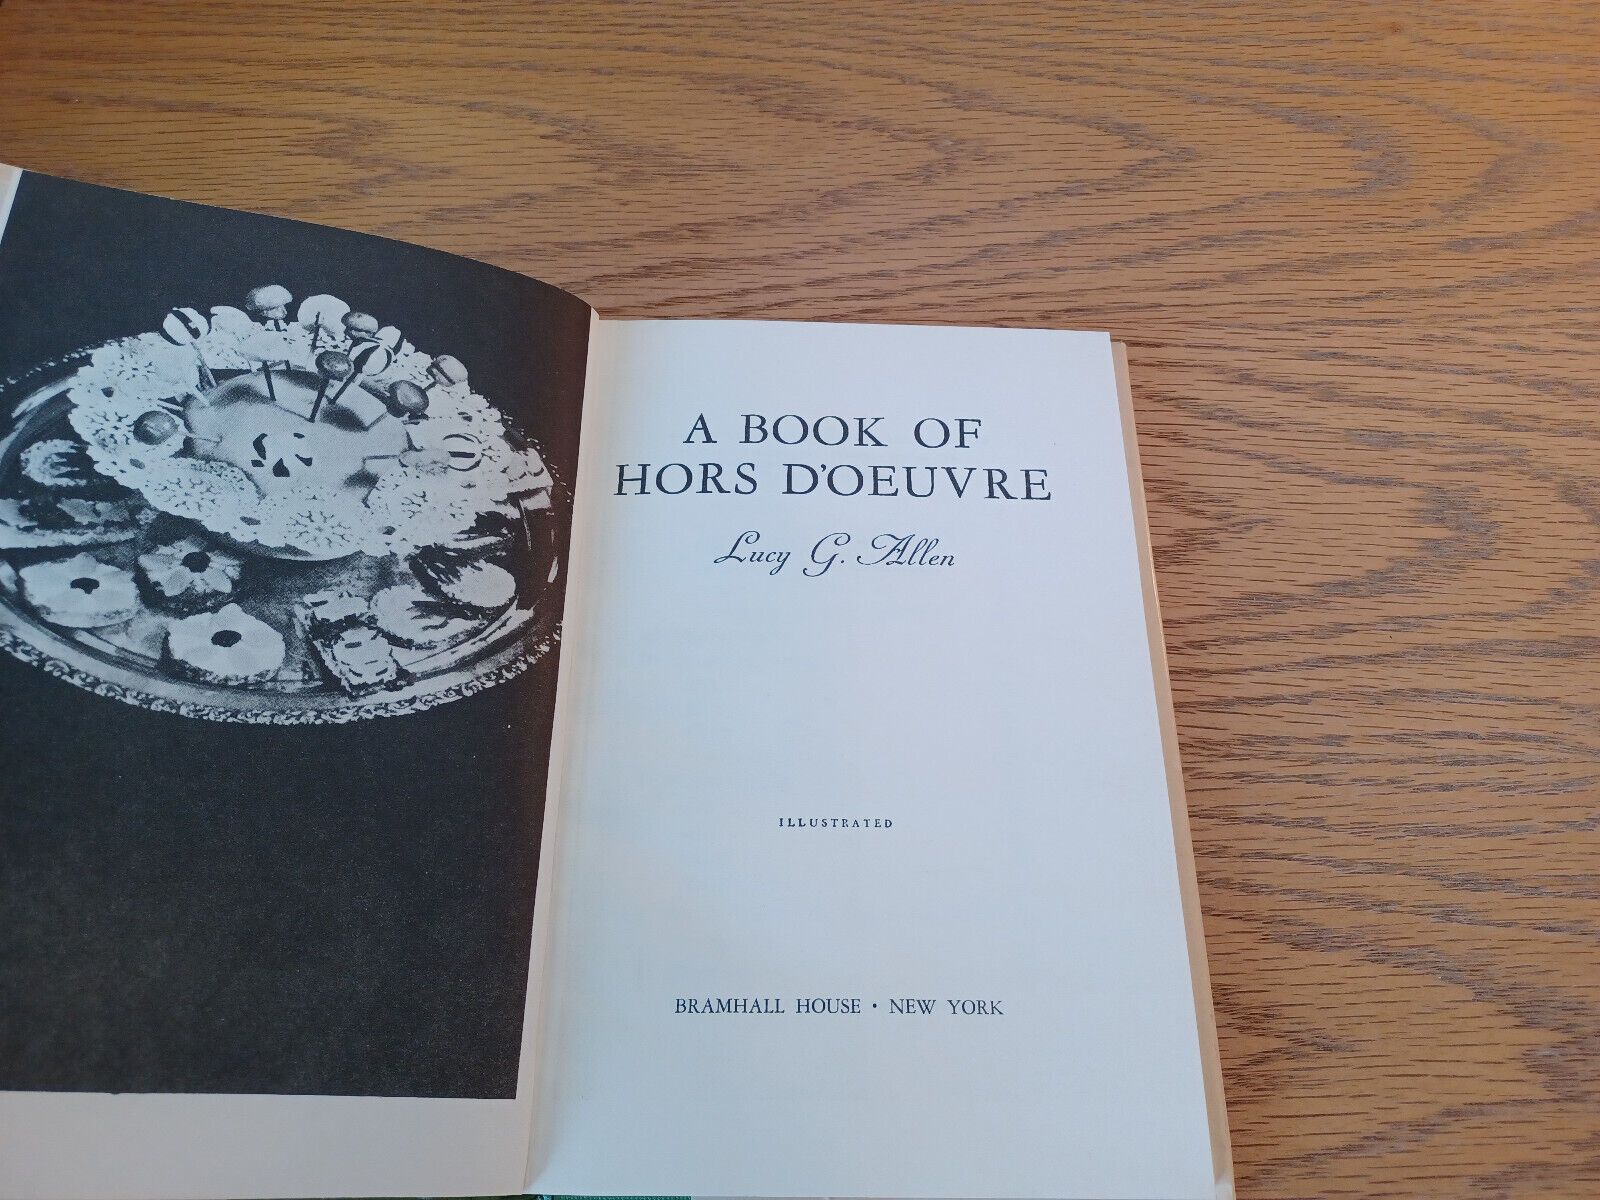 A BOOK OF
HORS D'OEUVRE
Lucy G. Allen
ILLUSTRATED
BRAMHALL HOUSE • NEW YORK